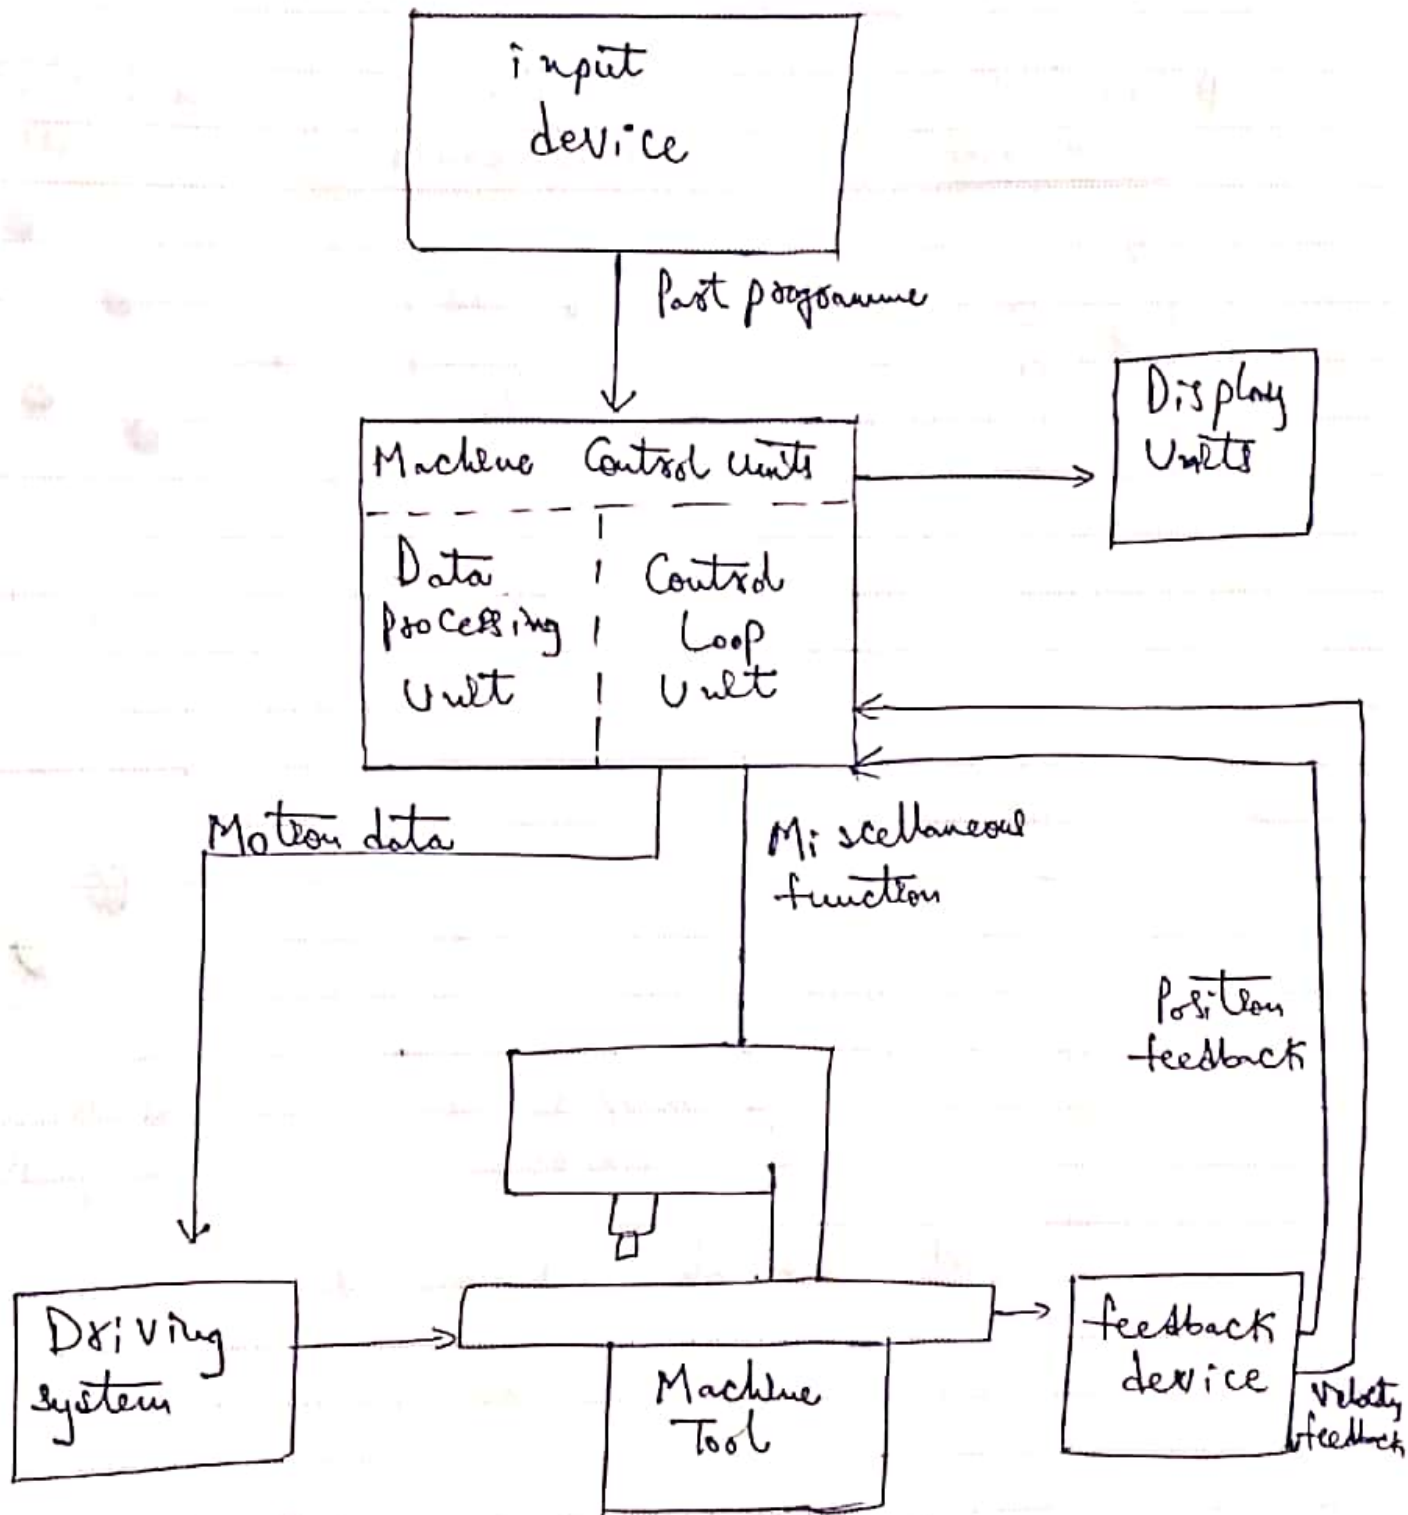 input
device
Part programme
Display
Units
Machine Control units
Data
processing
Unit
Control
Loop
Unit
Motion data
Miscellaneous
function
Position
feedback
Driving
system
Machine
Tool
feedback
device
Velocity
feedback